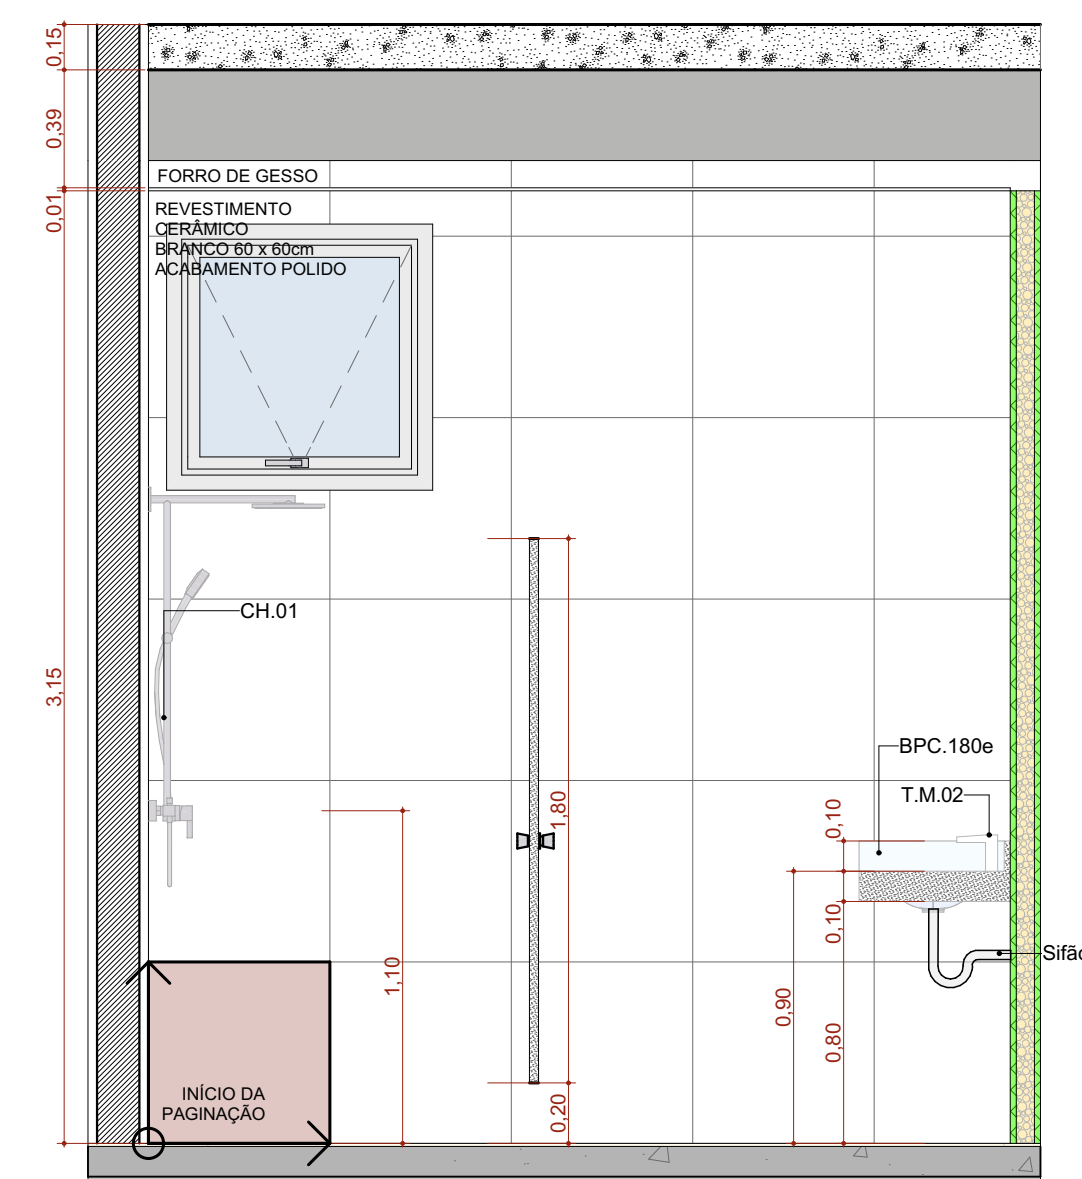 0,15
0,39
FORRO DE GESSO
0,01
REVESTIMENTO
CERÂMICO
BRANCO 60 x 60cm
ACABAMENTO POLIDO
CH.01
3,15
BPC.180e
T.M.02
1,80
0,10
0,10
Sifão
1,10
0,90
0,80
INÍCIO DA
PAGINAÇÃO
0,20